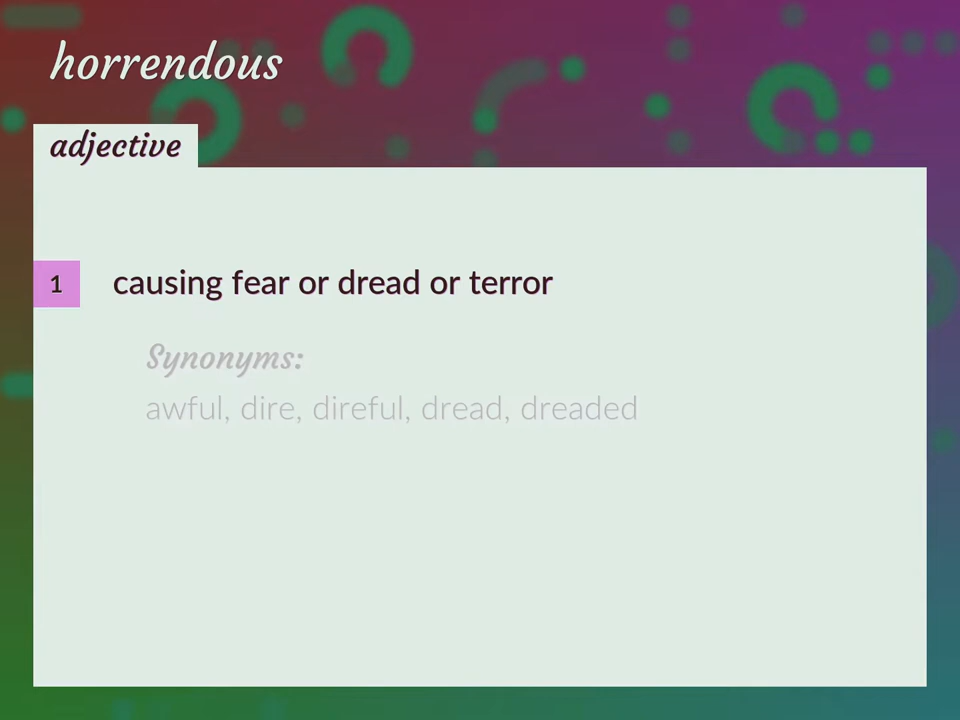 horrendous
adjective
1 causing fear or dread or terror
Synonyms:
awful, dire, direful, dread, dreaded